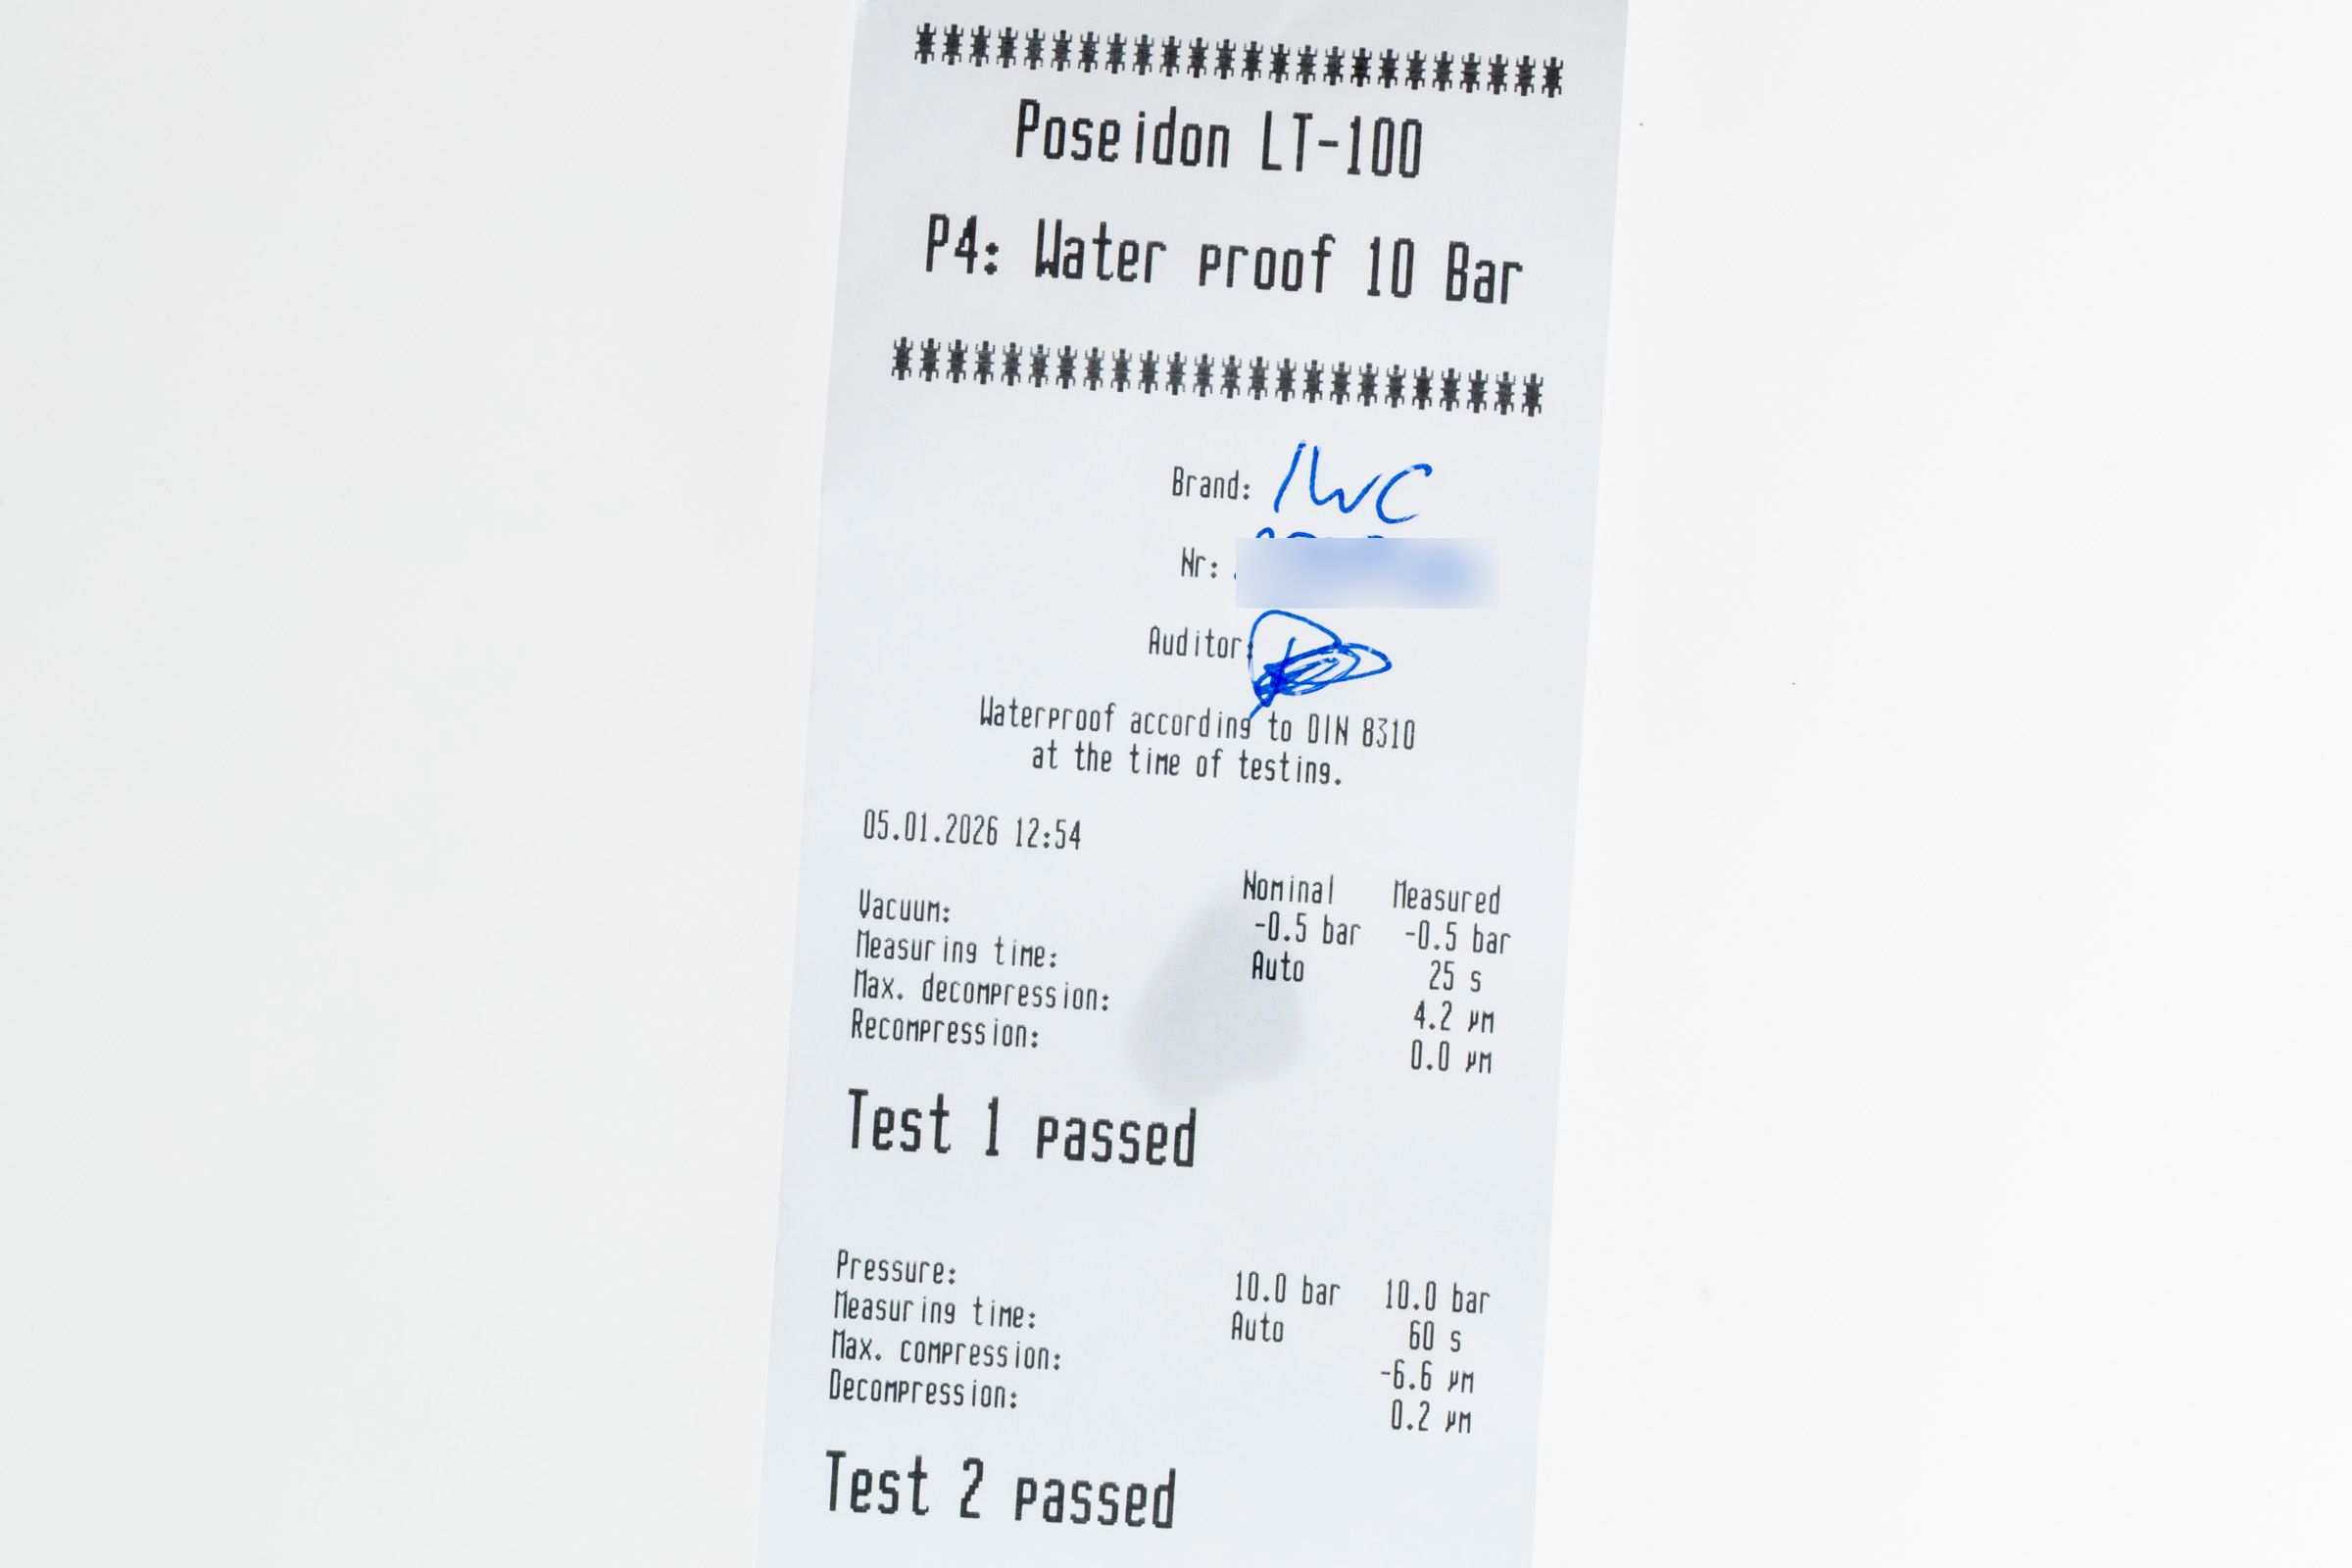 ************************
Poseidon LT-100
P4: Water proof 10 Bar
************************
Brand: IWC
Nr:
Auditor:
Waterproof according to DIN 8310
at the time of testing.
05.01.2026 12:54
Nominal Measured
Vacuum: -0.5 bar -0.5 bar
Measuring time: Auto 25 s
Max. decompression: 4.2 µm
Recompression: 0.0 µm
Test 1 passed
Pressure: 10.0 bar 10.0 bar
Measuring time: Auto 60 s
Max. compression: -6.6 µm
Decompression: 0.2 µm
Test 2 passed